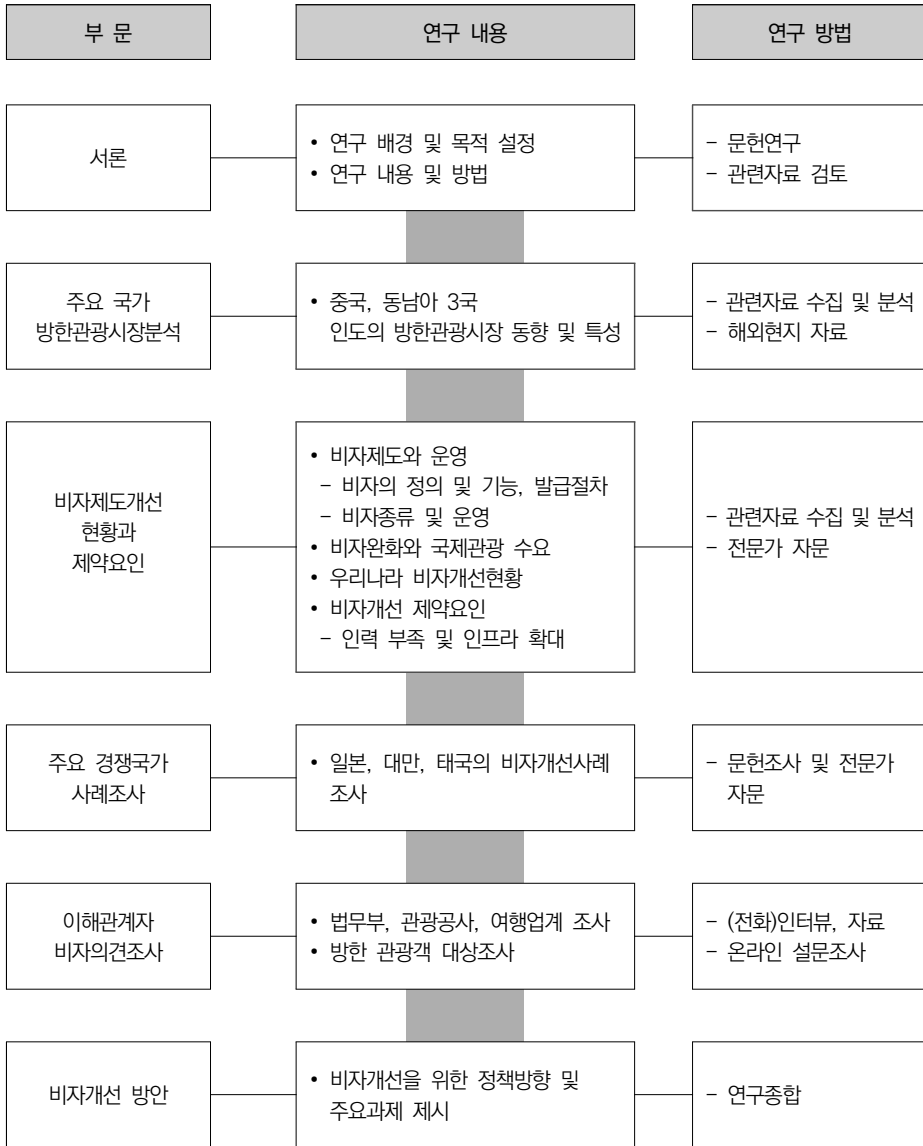 부 문
연구 내용
연구 방법
서론
• 연구 배경 및 목적 설정
• 연구 내용 및 방법
- 문헌연구
- 관련자료 검토
주요 국가
방한관광시장분석
• 중국, 동남아 3국
인도의 방한관광시장 동향 및 특성
- 관련자료 수집 및 분석
- 해외현지 자료
비자제도개선
현황과
제약요인
• 비자제도와 운영
- 비자의 정의 및 기능, 발급절차
- 비자종류 및 운영
• 비자완화와 국제관광 수요
• 우리나라 비자개선현황
• 비자개선 제약요인
- 인력 부족 및 인프라 확대
- 관련자료 수집 및 분석
- 전문가 자문
주요 경쟁국가
사례조사
• 일본, 대만, 태국의 비자개선사례
조사
- 문헌조사 및 전문가
자문
이해관계자
비자의견조사
• 법무부, 관광공사, 여행업계 조사
• 방한 관광객 대상조사
- (전화)인터뷰, 자료
- 온라인 설문조사
비자개선 방안
• 비자개선을 위한 정책방향 및
주요과제 제시
- 연구종합